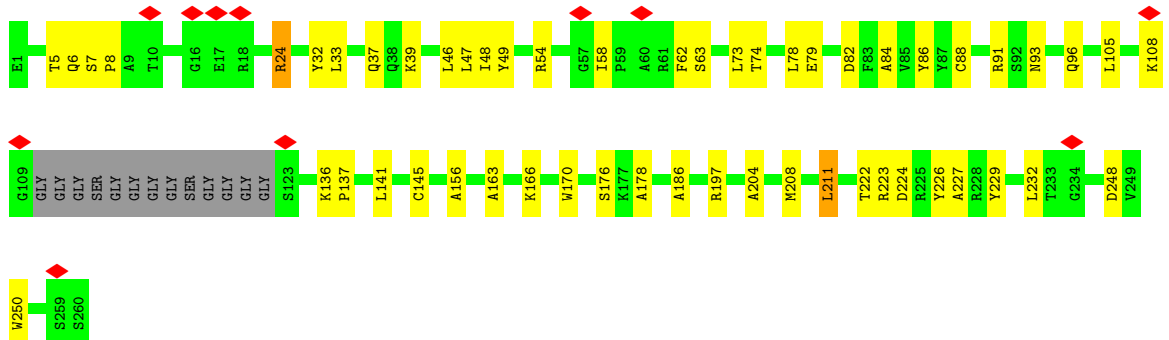 E1 T5 Q6 S7 P8 A9 T10 G16 E17 R18 R24 Y32 L33 Q37 Q38 K39 L46 L47 I48 Y49 R54 G57 I58 P59 A60 R61 F62 S63 L73 T74 L78 E79 D82 F83 A84 V85 Y86 Y87 C88 R91 S92 N93 Q96 L105 K108
G109 GLY GLY GLY SER GLY GLY GLY GLY SER GLY GLY GLY GLY S123 K136 P137 L141 C145 A156 A163 K166 W170 S176 K177 A178 A186 R197 A204 M208 L211 T222 R223 D224 R225 Y226 A227 R228 Y229 L232 T233 G234 D248 V249
W250 S259 S260